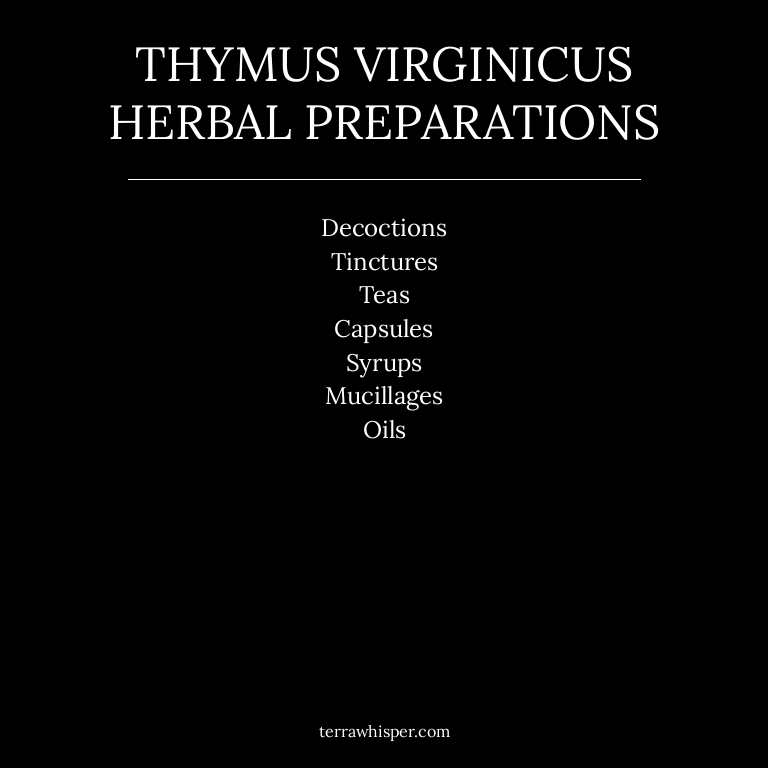 THYMUS VIRGINICUS
HERBAL PREPARATIONS
Decoctions
Tinctures
Teas
Capsules
Syrups
Mucillages
Oils
terrawhisper.com